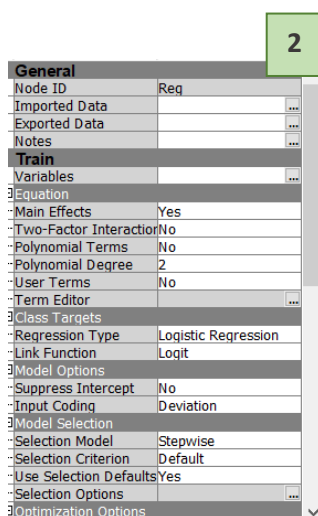 2
General
Node ID Reg
Imported Data ...
Exported Data ...
Notes ...
Train
Variables ...
Equation
Main Effects Yes
Two-Factor Interaction No
Polynomial Terms No
Polynomial Degree 2
User Terms No
Term Editor ...
Class Targets
Regression Type Logistic Regression
Link Function Logit
Model Options
Suppress Intercept No
Input Coding Deviation
Model Selection
Selection Model Stepwise
Selection Criterion Default
Use Selection Defaults Yes
Selection Options ...
Optimization Options